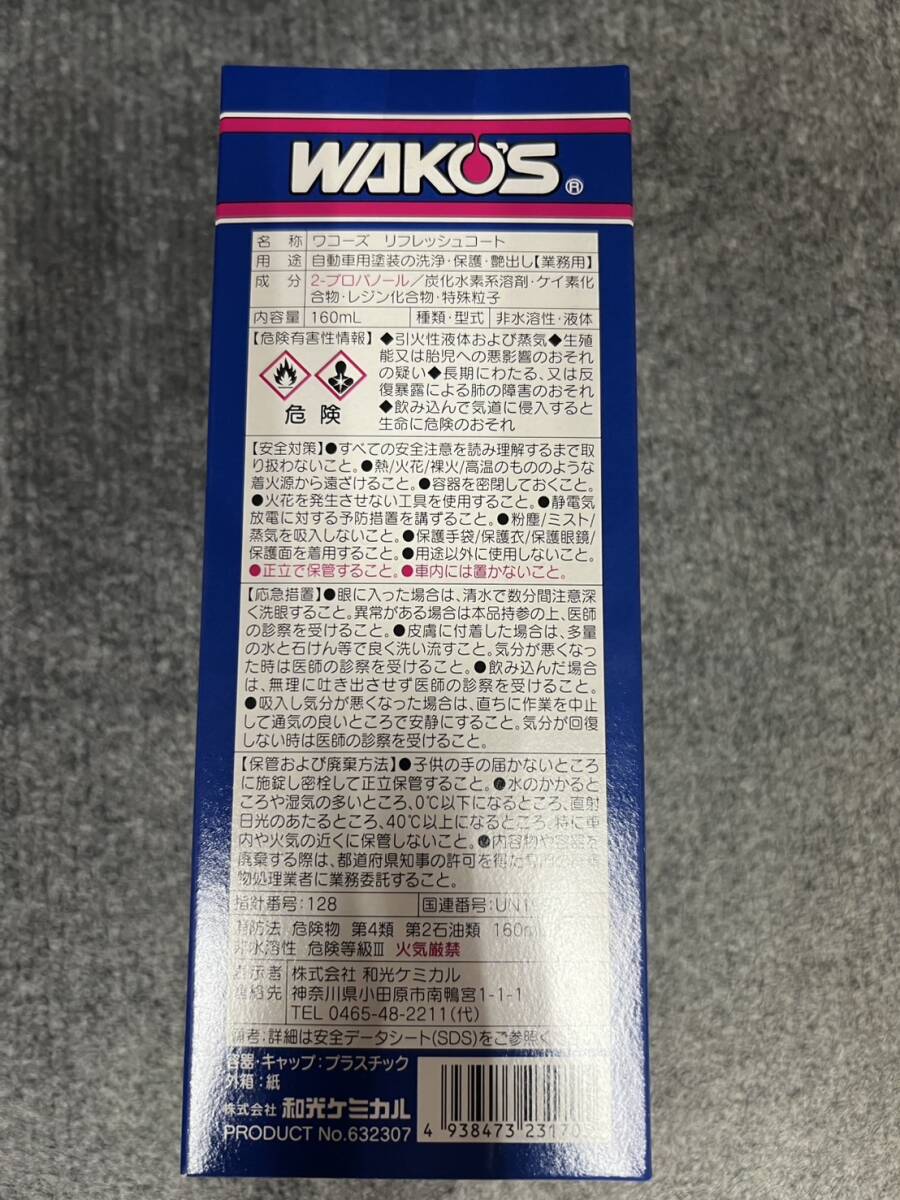 WAKO'S®
名称 ワコーズ リフレッシュコート
用途 自動車用塗装の洗浄・保護・艶出し【業務用】
成分 2-プロパノール/炭化水素系溶剤・ケイ素化
合物・レジン化合物・特殊粒子
内容量 160mL 種類・型式 非水溶性・液体
【危険有害性情報】◆引火性液体および蒸気◆生殖
能又は胎児への悪影響のおそれ
の疑い◆長期にわたる、又は反
復暴露による肺の障害のおそれ
◆飲み込んで気道に侵入すると
生命に危険のおそれ
危険
【安全対策】●すべての安全注意を読み理解するまで取
り扱わないこと。●熱/火花/裸火/高温のもののような
着火源から遠ざけること。●容器を密閉しておくこと。
●火花を発生させない工具を使用すること。●静電気
放電に対する予防措置を講ずること。●粉塵/ミスト/
蒸気を吸入しないこと。●保護手袋/保護衣/保護眼鏡/
保護面を着用すること。●用途以外に使用しないこと。
●正立で保管すること。●車内には置かないこと。
【応急措置】●眼に入った場合は、清水で数分間注意深
く洗眼すること。異常がある場合は本品持参の上、医師
の診察を受けること。●皮膚に付着した場合は、多量
の水と石けん等で良く洗い流すこと。気分が悪くなっ
た時は医師の診察を受けること。●飲み込んだ場合
は、無理に吐き出させず医師の診察を受けること。
●吸入し気分が悪くなった場合は、直ちに作業を中止
して通気の良いところで安静にすること。気分が回復
しない時は医師の診察を受けること。
【保管および廃棄方法】●子供の手の届かないところ
に施錠し密栓して正立保管すること。●水のかかると
ころや湿気の多いところ、0℃以下になるところ、直射
日光のあたるところ、40℃以上になるところ、特に車
内や火気の近くに保管しないこと。●内容物や容器を
廃棄する際は、都道府県知事の許可を得た専門の廃棄
物処理業者に業務委託すること。
指針番号:128 国連番号:UN1
消防法 危険物 第4類 第2石油類 160mL
非水溶性 危険等級Ⅲ 火気厳禁
表示者 株式会社 和光ケミカル
連絡先 神奈川県小田原市南鴨宮1-1-1
TEL 0465-48-2211(代)
備考:詳細は安全データシート(SDS)をご参照く
容器・キャップ:プラスチック
外箱:紙
株式会社 和光ケミカル
PRODUCT No.632307
4 938473 23170